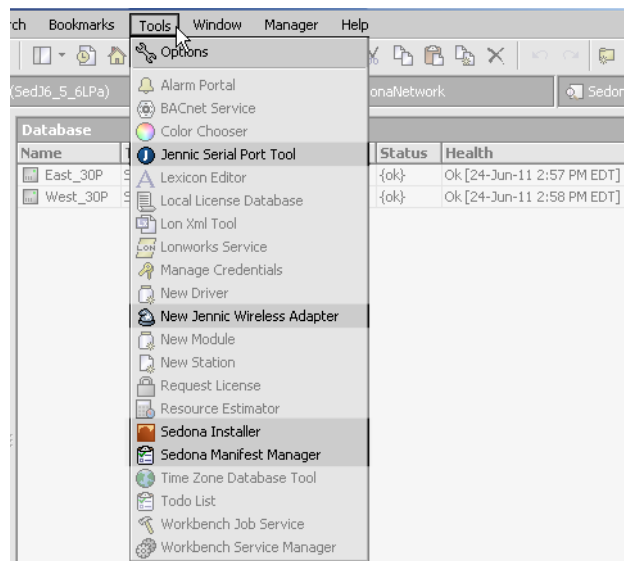 ch Bookmarks Tools Window Manager Help
Options
(SedJ6_5_6LPa) onaNetwork Sedon
Alarm Portal
BACnet Service
Color Chooser
Jennic Serial Port Tool
Lexicon Editor
Local License Database
Lon Xml Tool
Lonworks Service
Manage Credentials
New Driver
New Jennic Wireless Adapter
New Module
New Station
Request License
Resource Estimator
Sedona Installer
Sedona Manifest Manager
Time Zone Database Tool
Todo List
Workbench Job Service
Workbench Service Manager
Database
Name T Status Health
East_30P S {ok} Ok [24-Jun-11 2:57 PM EDT]
West_30P S {ok} Ok [24-Jun-11 2:58 PM EDT]